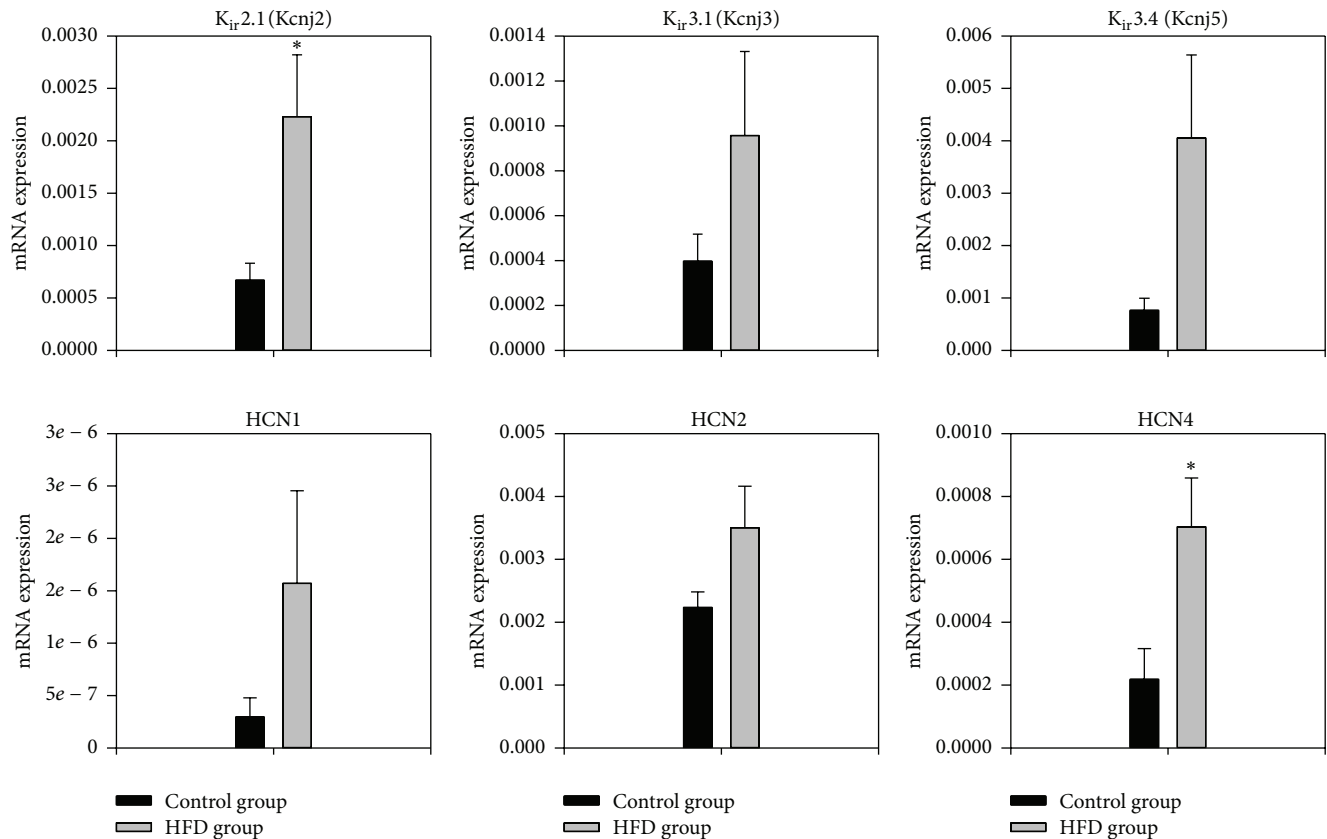 K_ir2.1 (Kcnj2)
0.0030
0.0025
0.0020
0.0015
0.0010
0.0005
0.0000
mRNA expression
*
K_ir3.1 (Kcnj3)
0.0014
0.0012
0.0010
0.0008
0.0006
0.0004
0.0002
0.0000
mRNA expression
K_ir3.4 (Kcnj5)
0.006
0.005
0.004
0.003
0.002
0.001
0.000
mRNA expression
HCN1
3e − 6
3e − 6
2e − 6
2e − 6
1e − 6
5e − 7
0
mRNA expression
HCN2
0.005
0.004
0.003
0.002
0.001
0.000
mRNA expression
HCN4
0.0010
0.0008
0.0006
0.0004
0.0002
0.0000
mRNA expression
*
Control group
HFD group
Control group
HFD group
Control group
HFD group